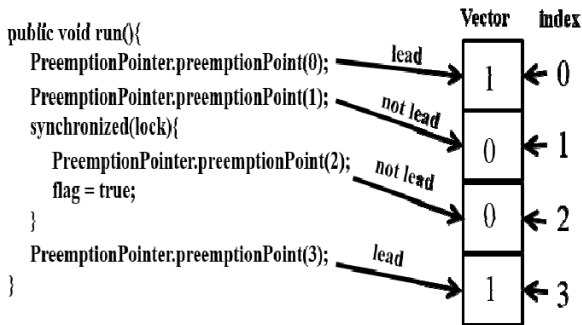 Vector index
public void run(){
PreemptionPointer.preemptionPoint(0); lead 1 0
PreemptionPointer.preemptionPoint(1); not lead 0 1
synchronized(lock){
PreemptionPointer.preemptionPoint(2); not lead 0 2
flag = true;
}
PreemptionPointer.preemptionPoint(3); lead 1 3
}